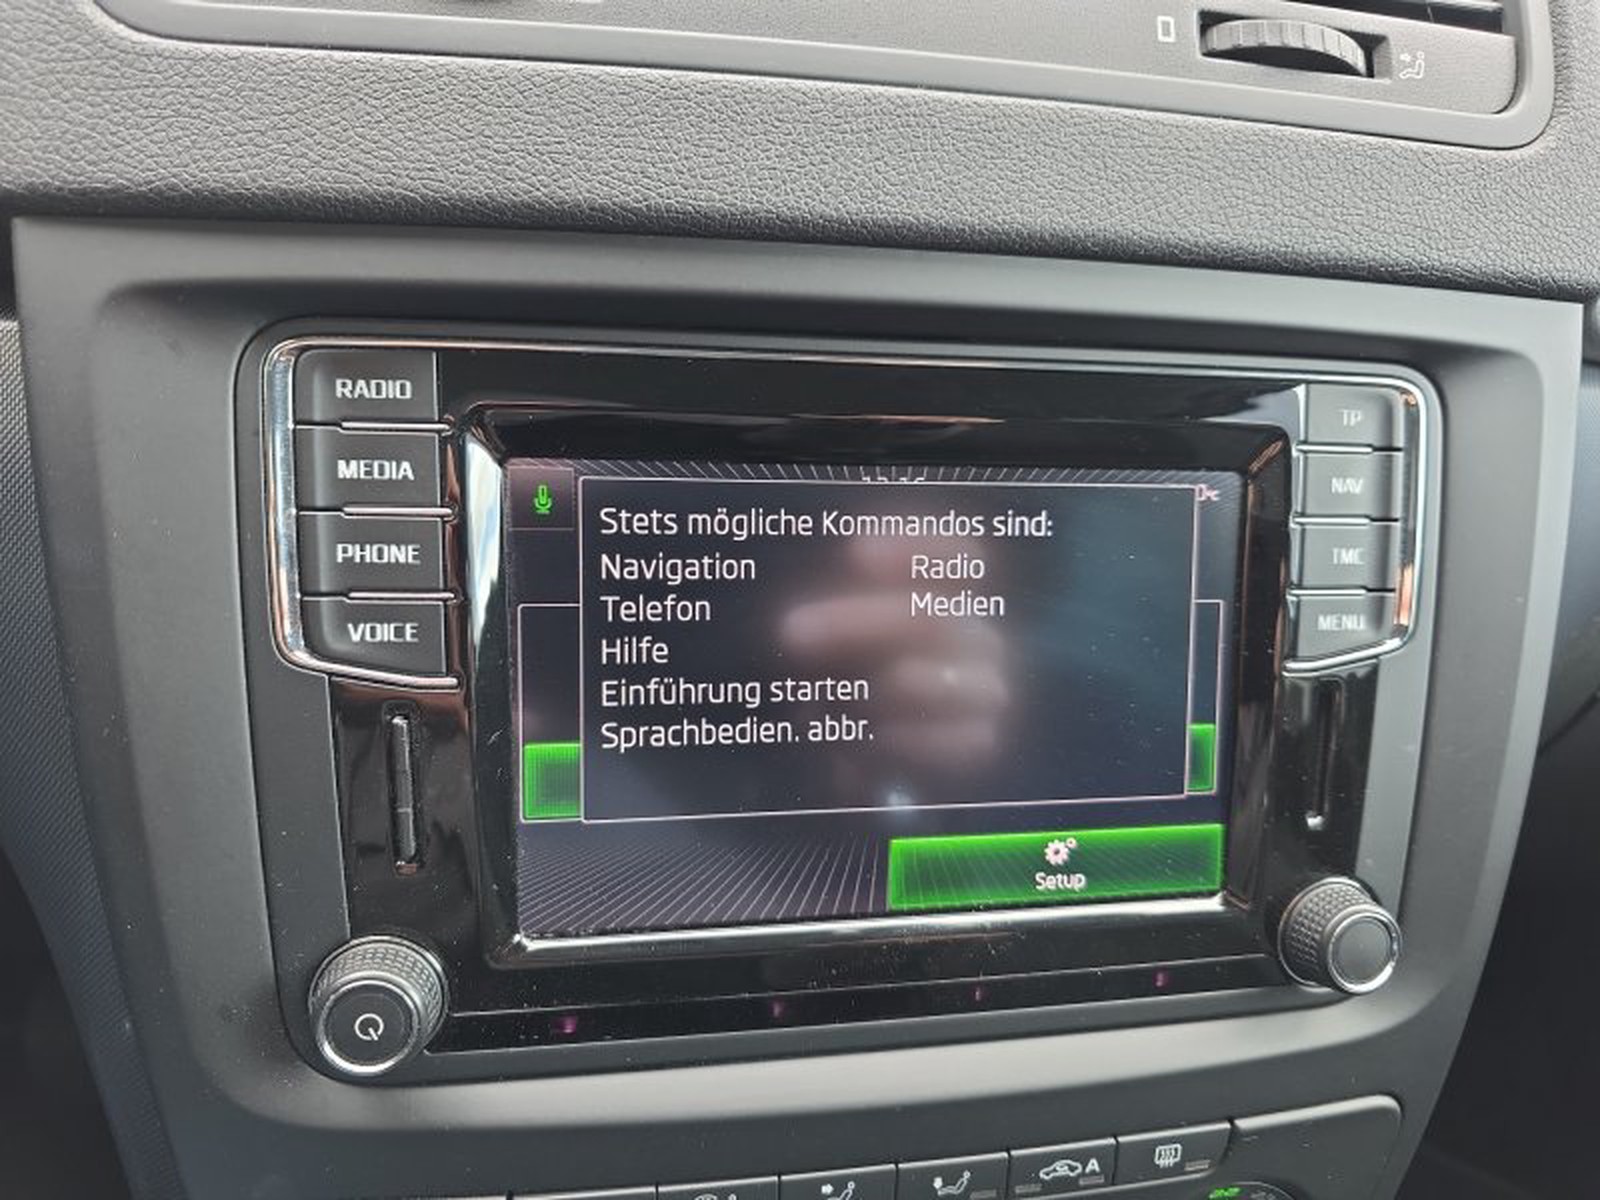 RADIO
MEDIA
PHONE
VOICE
TP
NAV
TMC
MENU
Stets mögliche Kommandos sind:
Navigation Radio
Telefon Medien
Hilfe
Einführung starten
Sprachbedien. abbr.
Setup
A